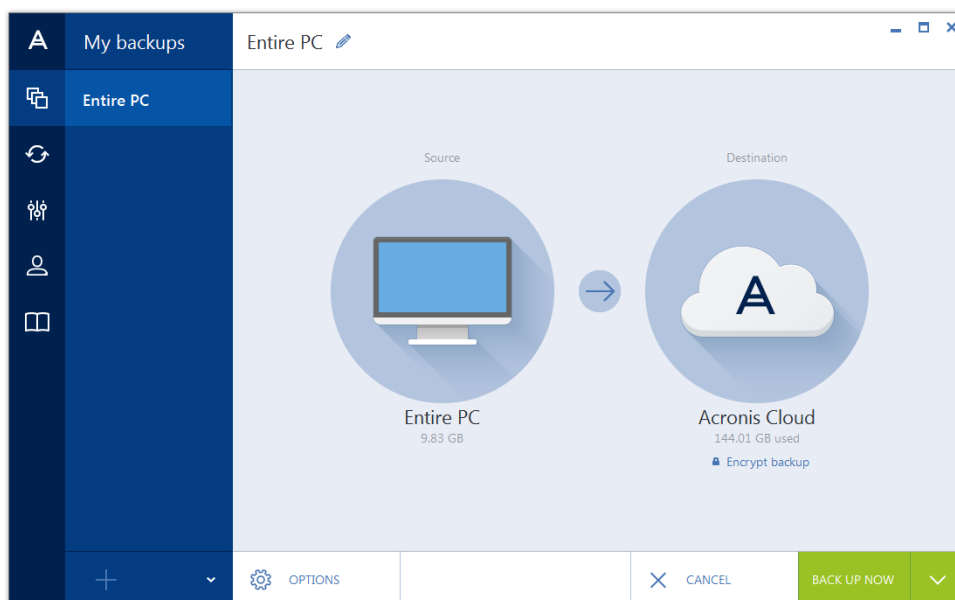 My backups
Entire PC
Entire PC
Source
Destination
Entire PC
9.83 GB
Acronis Cloud
144.01 GB used
Encrypt backup
OPTIONS
CANCEL
BACK UP NOW